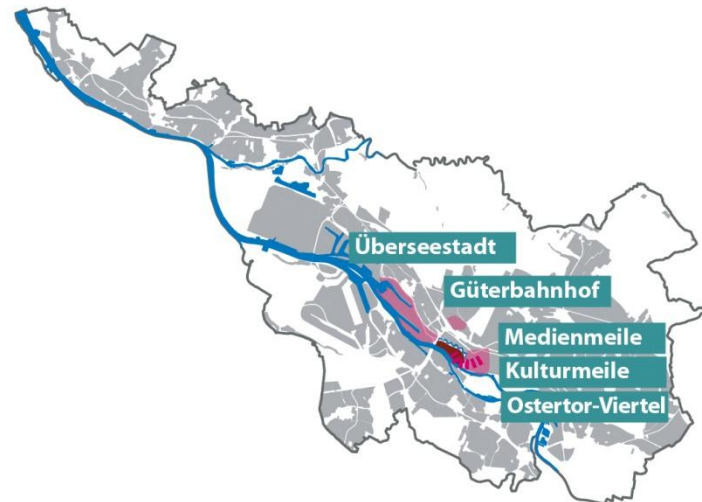 Überseestadt
Güterbahnhof
Medienmeile
Kulturmeile
Ostertor-Viertel